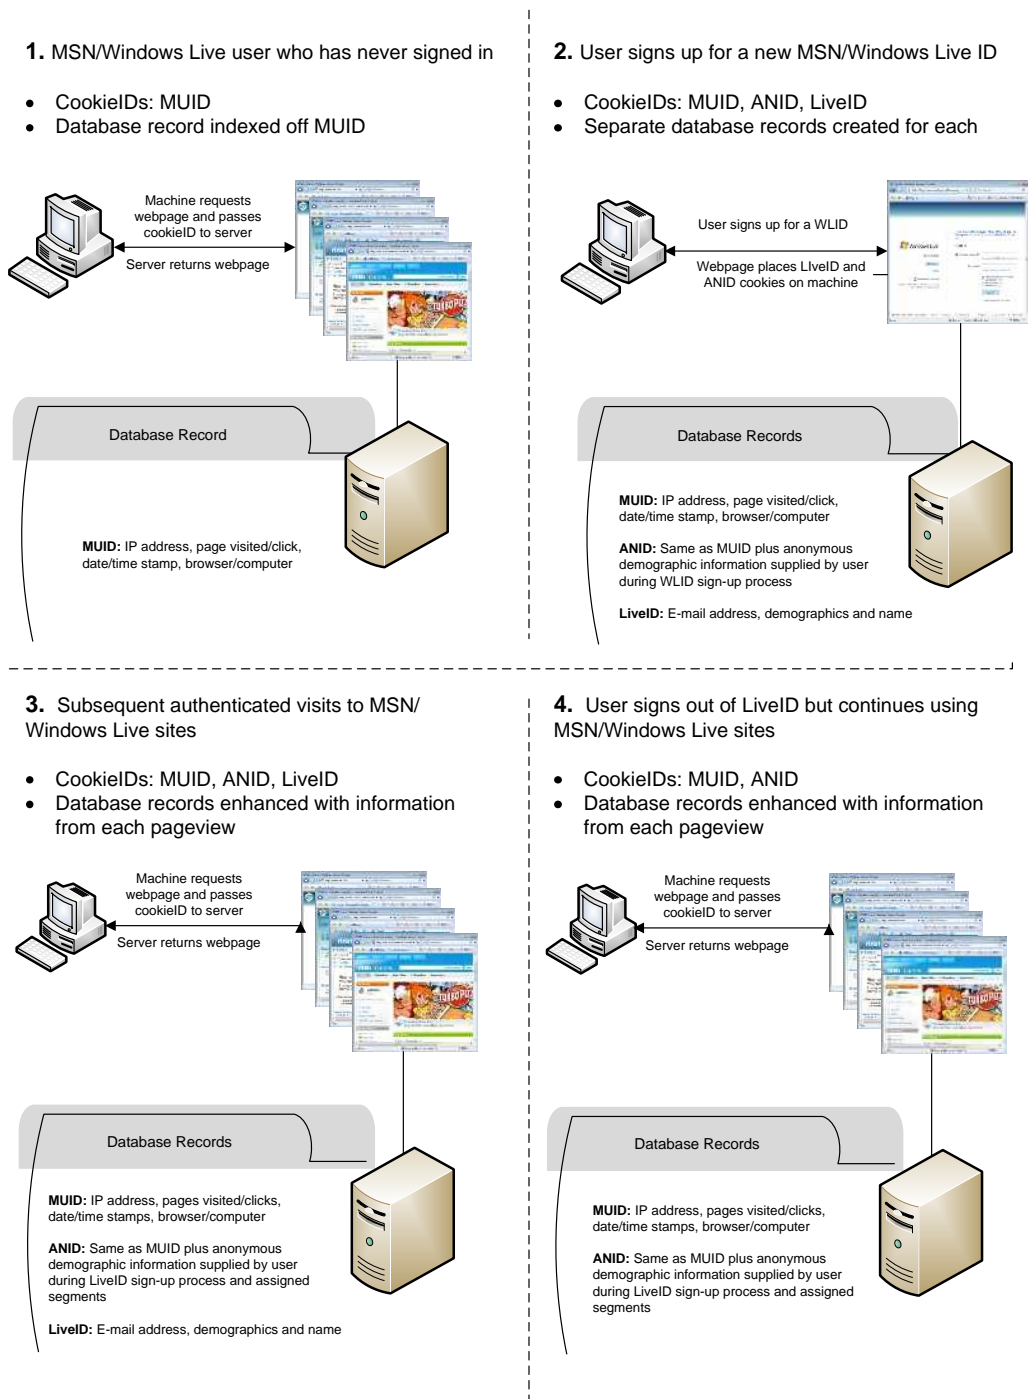 1. MSN/Windows Live user who has never signed in
• CookieIDs: MUID
• Database record indexed off MUID
Machine requests
webpage and passes
cookieID to server
Server returns webpage
Database Record
MUID: IP address, page visited/click,
date/time stamp, browser/computer
2. User signs up for a new MSN/Windows Live ID
• CookieIDs: MUID, ANID, LiveID
• Separate database records created for each
User signs up for a WLID
Webpage places LIveID and
ANID cookies on machine
Database Records
MUID: IP address, page visited/click,
date/time stamp, browser/computer
ANID: Same as MUID plus anonymous
demographic information supplied by user
during WLID sign-up process
LiveID: E-mail address, demographics and name
3. Subsequent authenticated visits to MSN/
Windows Live sites
• CookieIDs: MUID, ANID, LiveID
• Database records enhanced with information
from each pageview
Machine requests
webpage and passes
cookieID to server
Server returns webpage
Database Records
MUID: IP address, pages visited/clicks,
date/time stamps, browser/computer
ANID: Same as MUID plus anonymous
demographic information supplied by user
during LiveID sign-up process and assigned
segments
LiveID: E-mail address, demographics and name
4. User signs out of LiveID but continues using
MSN/Windows Live sites
• CookieIDs: MUID, ANID
• Database records enhanced with information
from each pageview
Machine requests
webpage and passes
cookieID to server
Server returns webpage
Database Records
MUID: IP address, pages visited/clicks,
date/time stamps, browser/computer
ANID: Same as MUID plus anonymous
demographic information supplied by user
during LiveID sign-up process and assigned
segments